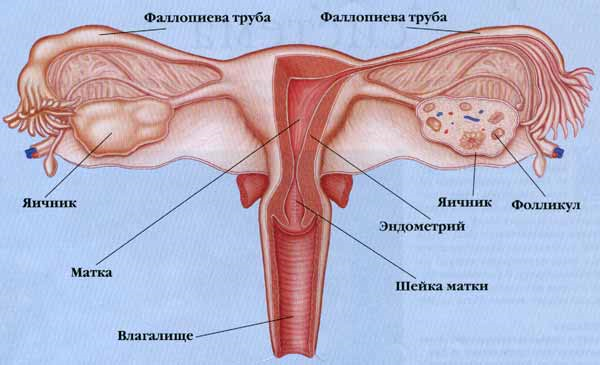 Фаллопиева труба
Фаллопиева труба
Яичник
Яичник
Фолликул
Эндометрий
Матка
Шейка матки
Влагалище